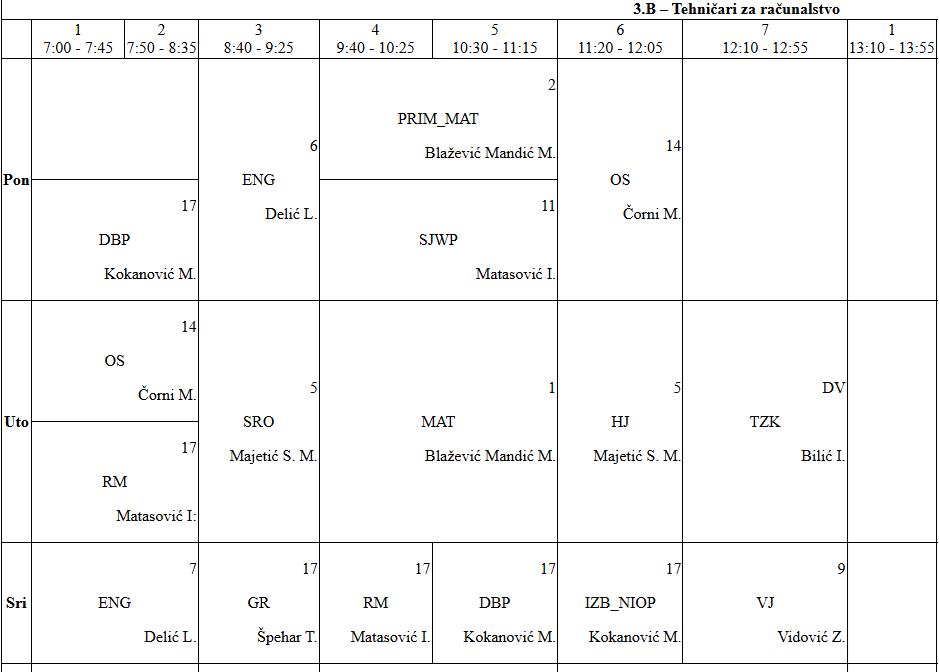 3.B – Tehničari za računalstvo
1 2 3 4 5 6 7 1
7:00 - 7:45 7:50 - 8:35 8:40 - 9:25 9:40 - 10:25 10:30 - 11:15 11:20 - 12:05 12:10 - 12:55 13:10 - 13:55
Pon
17
DBP
Kokanović M.
6
ENG
Delić L.
2
PRIM_MAT
Blažević Mandić M.
11
SJWP
Matasović I.
14
OS
Čorni M.
Uto
14
OS
Čorni M.
17
RM
Matasović I:
5
SRO
Majetić S. M.
1
MAT
Blažević Mandić M.
5
HJ
Majetić S. M.
DV
TZK
Bilić I.
Sri
7
ENG
Delić L.
17
GR
Špehar T.
17
RM
Matasović I.
17
DBP
Kokanović M.
17
IZB_NIOP
Kokanović M.
9
VJ
Vidović Z.